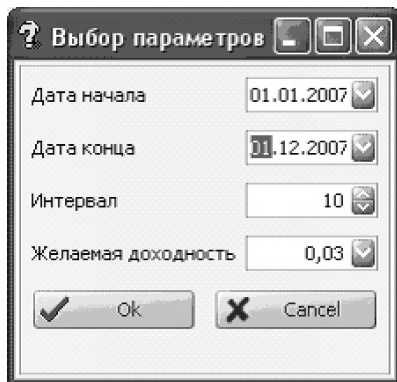 Выбор параметров
Дата начала 01.01.2007
Дата конца 01.12.2007
Интервал 10
Желаемая доходность 0,03
Ok Cancel